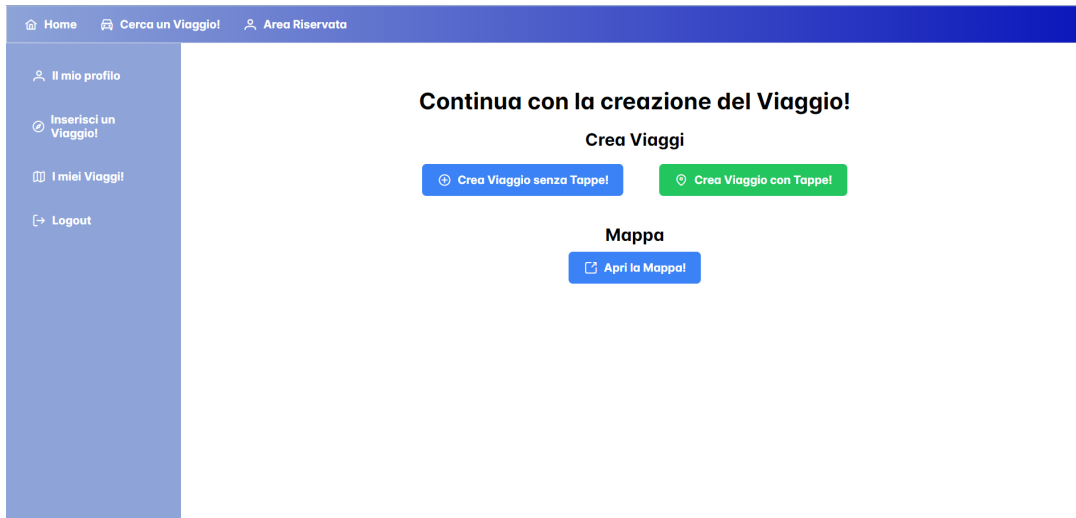 Home Cerca un Viaggio! Area Riservata
Il mio profilo
Inserisci un
Viaggio!
I miei Viaggi!
Logout
Continua con la creazione del Viaggio!
Crea Viaggi
Crea Viaggio senza Tappe! Crea Viaggio con Tappe!
Mappa
Apri la Mappa!